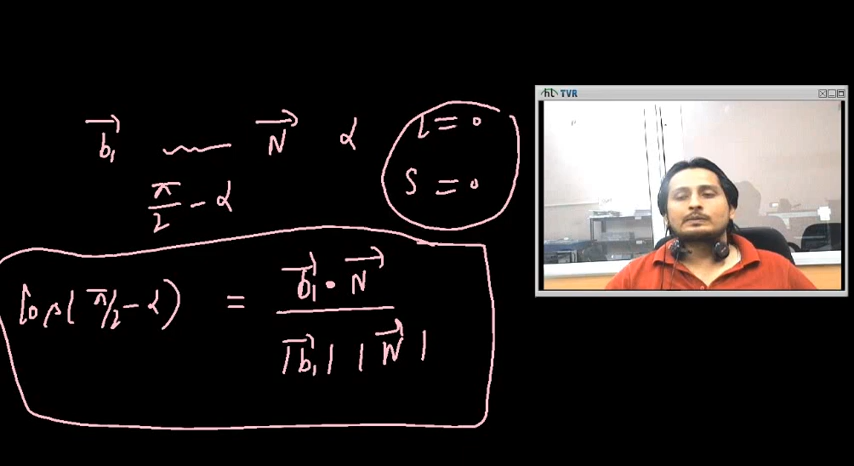 b₁⃗ N⃗ α L = 0
π/2 - α S = 0
cos(π/2 - α) = b₁⃗ · N⃗ / |b₁⃗| |N⃗|
TVR